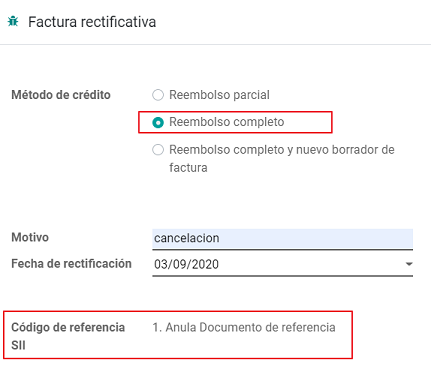 Factura rectificativa
Método de crédito
Reembolso parcial
Reembolso completo
Reembolso completo y nuevo borrador de
factura
Motivo
cancelacion
Fecha de rectificación
03/09/2020
Código de referencia
SII
1. Anula Documento de referencia